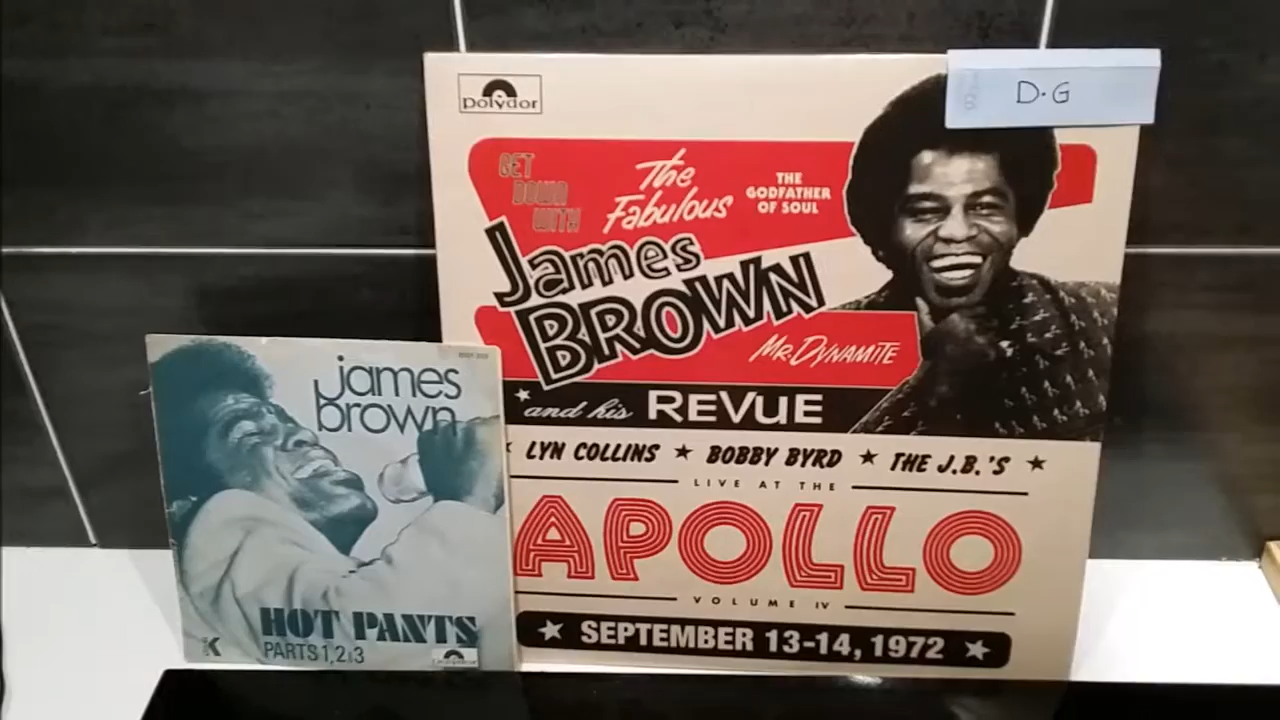 D.G
polydor
GET
DOWN
WITH
The
Fabulous
THE
GODFATHER
OF SOUL
James
BROWN
MR. DYNAMITE
and his REVUE
LYN COLLINS ★ BOBBY BYRD ★ THE J.B.'S ★
LIVE AT THE
APOLLO
VOLUME IV
★ SEPTEMBER 13-14, 1972 ★
james
brown
HOT PANTS
PARTS 1, 2 & 3
K
polydor